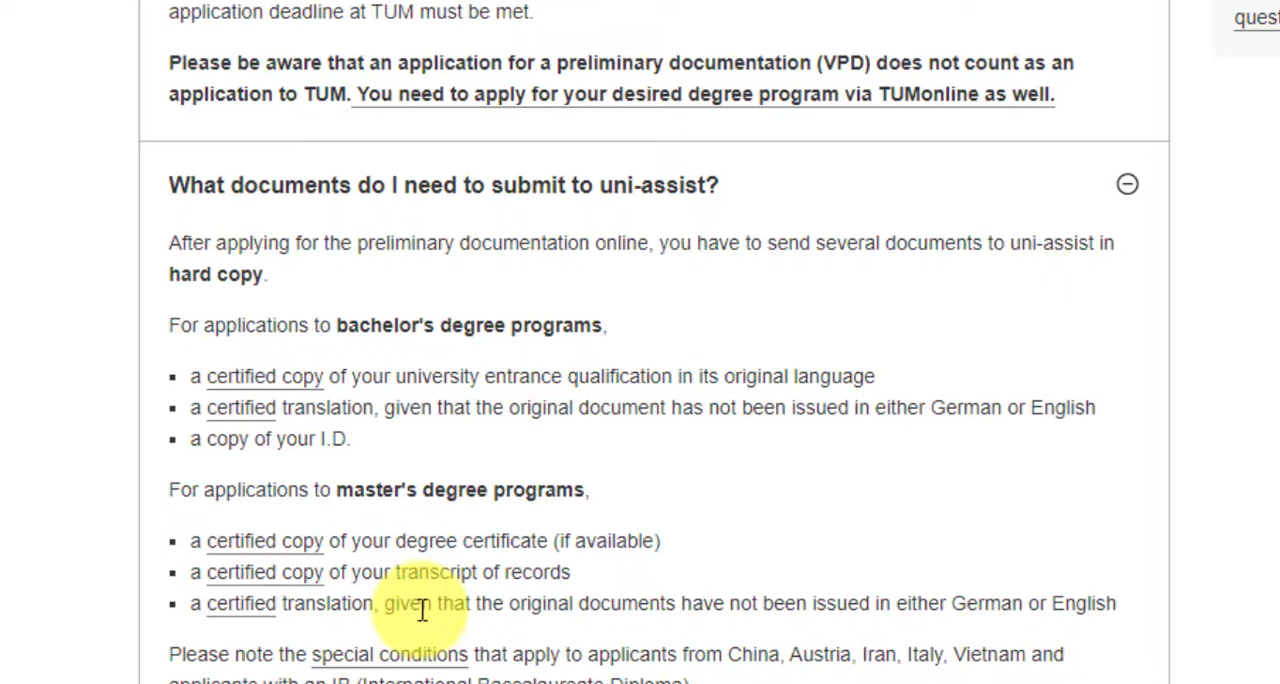 application deadline at TUM must be met.
Please be aware that an application for a preliminary documentation (VPD) does not count as an
application to TUM. You need to apply for your desired degree program via TUMonline as well.
What documents do I need to submit to uni-assist?
After applying for the preliminary documentation online, you have to send several documents to uni-assist in
hard copy.
For applications to bachelor's degree programs,
▪ a certified copy of your university entrance qualification in its original language
▪ a certified translation, given that the original document has not been issued in either German or English
▪ a copy of your I.D.
For applications to master's degree programs,
▪ a certified copy of your degree certificate (if available)
▪ a certified copy of your transcript of records
▪ a certified translation, given that the original documents have not been issued in either German or English
Please note the special conditions that apply to applicants from China, Austria, Iran, Italy, Vietnam and
applicants with an IB (International Baccalaureate Diploma)